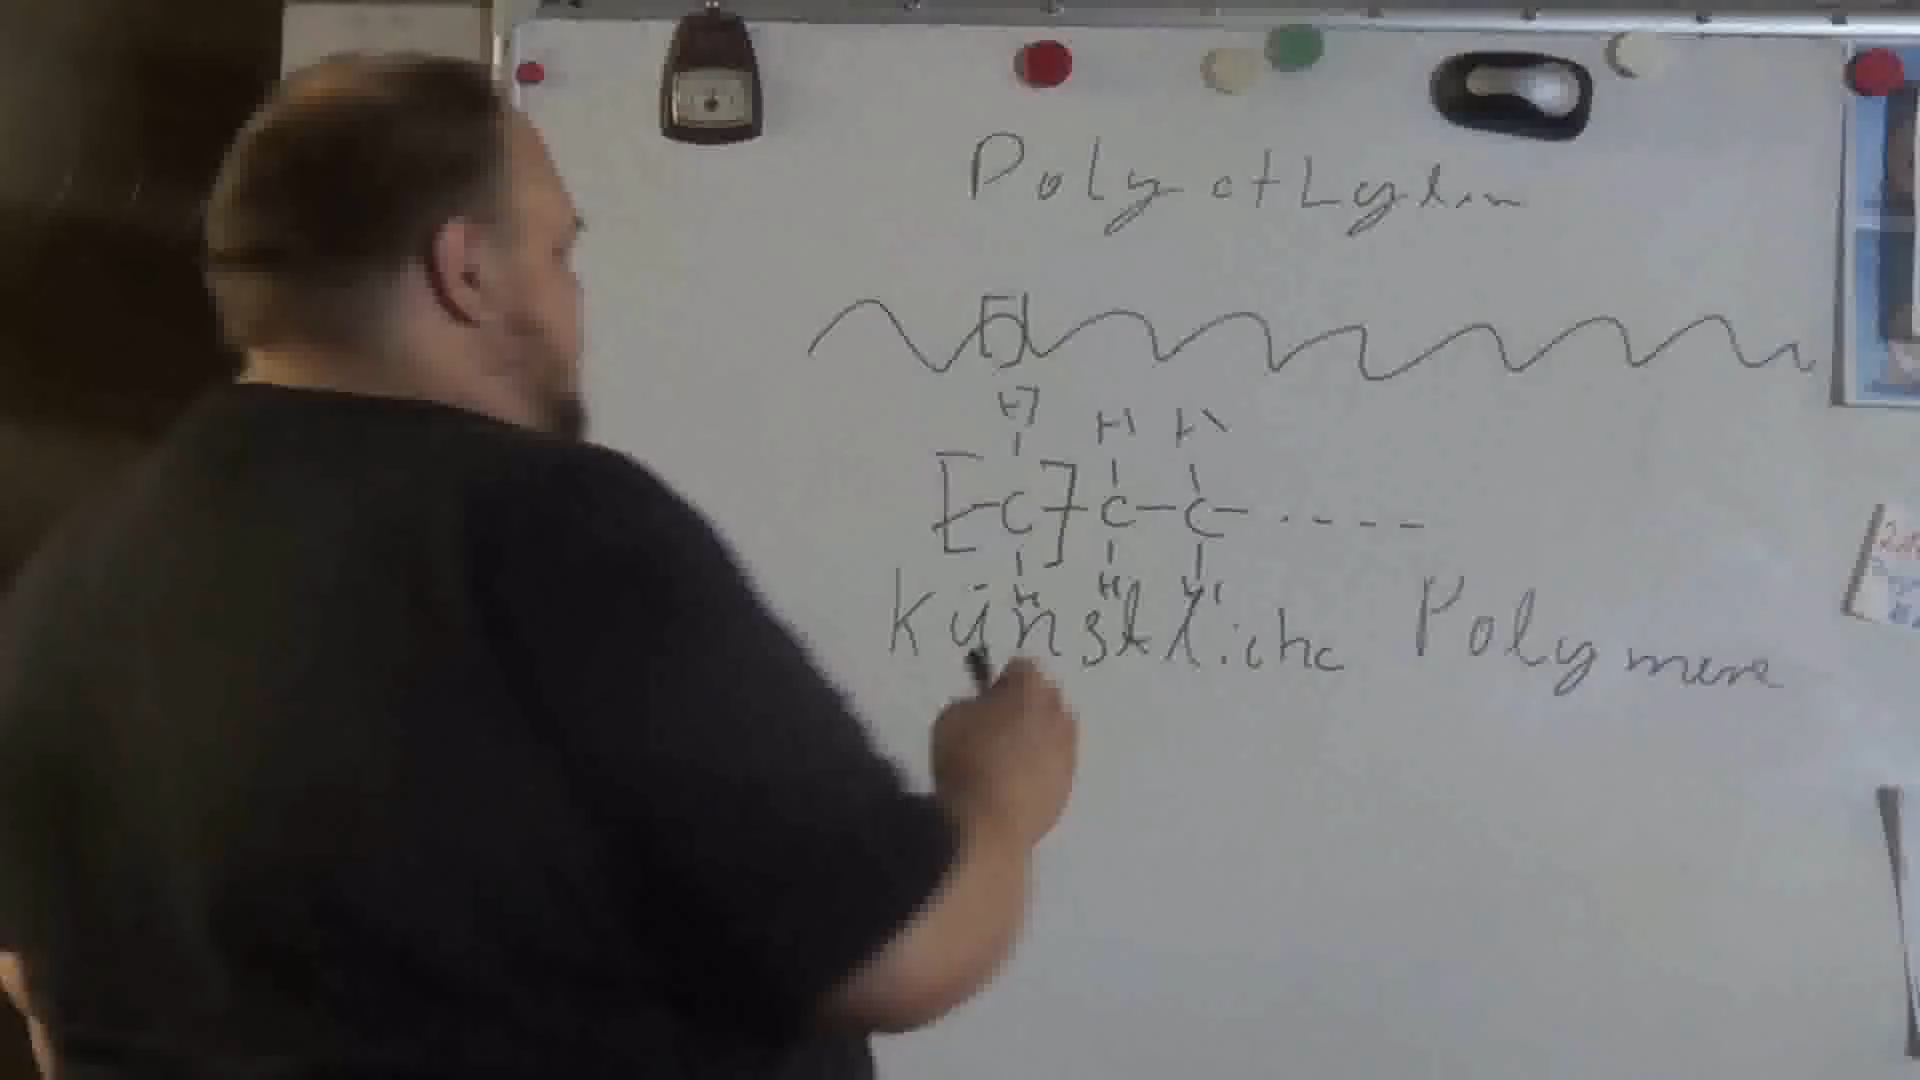 Polyethylen
H H H
[-C]-C-C-----
H H H
Künstliche Polymere